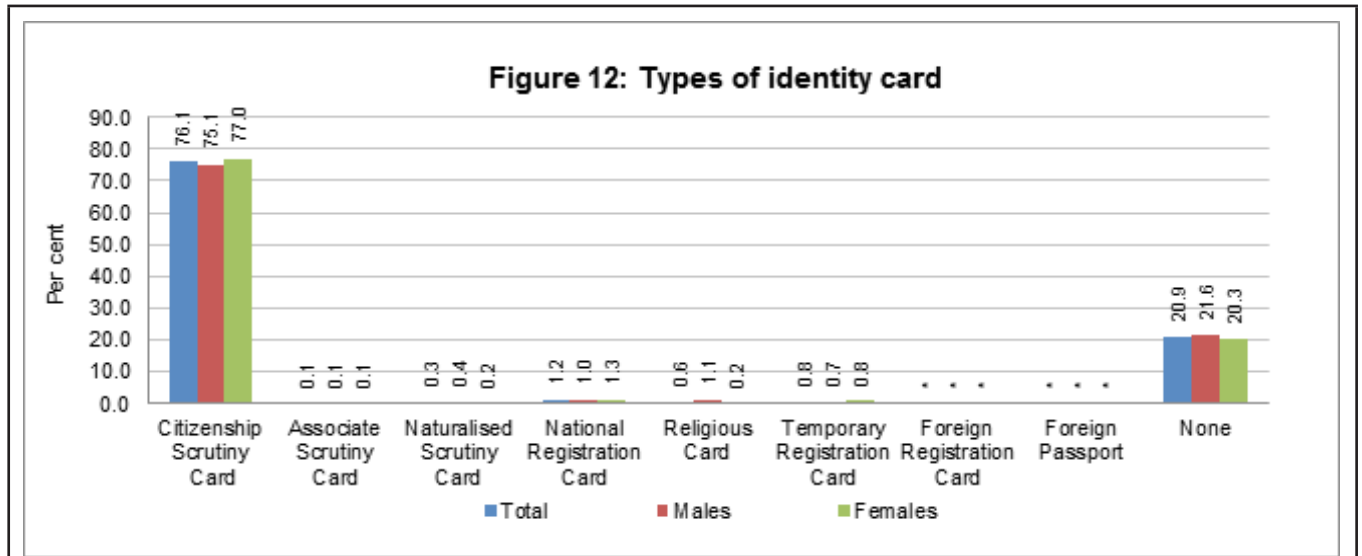 Figure 12: Types of identity card
Per cent
90.0
80.0
70.0
60.0
50.0
40.0
30.0
20.0
10.0
0.0
76.1 75.1 77.0
0.1 0.1 0.1
0.3 0.4 0.2
1.2 1.0 1.3
0.6 1.1 0.2
0.8 0.7 0.8
* * *
* * *
20.9 21.6 20.3
Citizenship
Scrutiny
Card
Associate
Scrutiny
Card
Naturalised
Scrutiny
Card
National
Registration
Card
Religious
Card
Temporary
Registration
Card
Foreign
Registration
Card
Foreign
Passport
None
Total Males Females